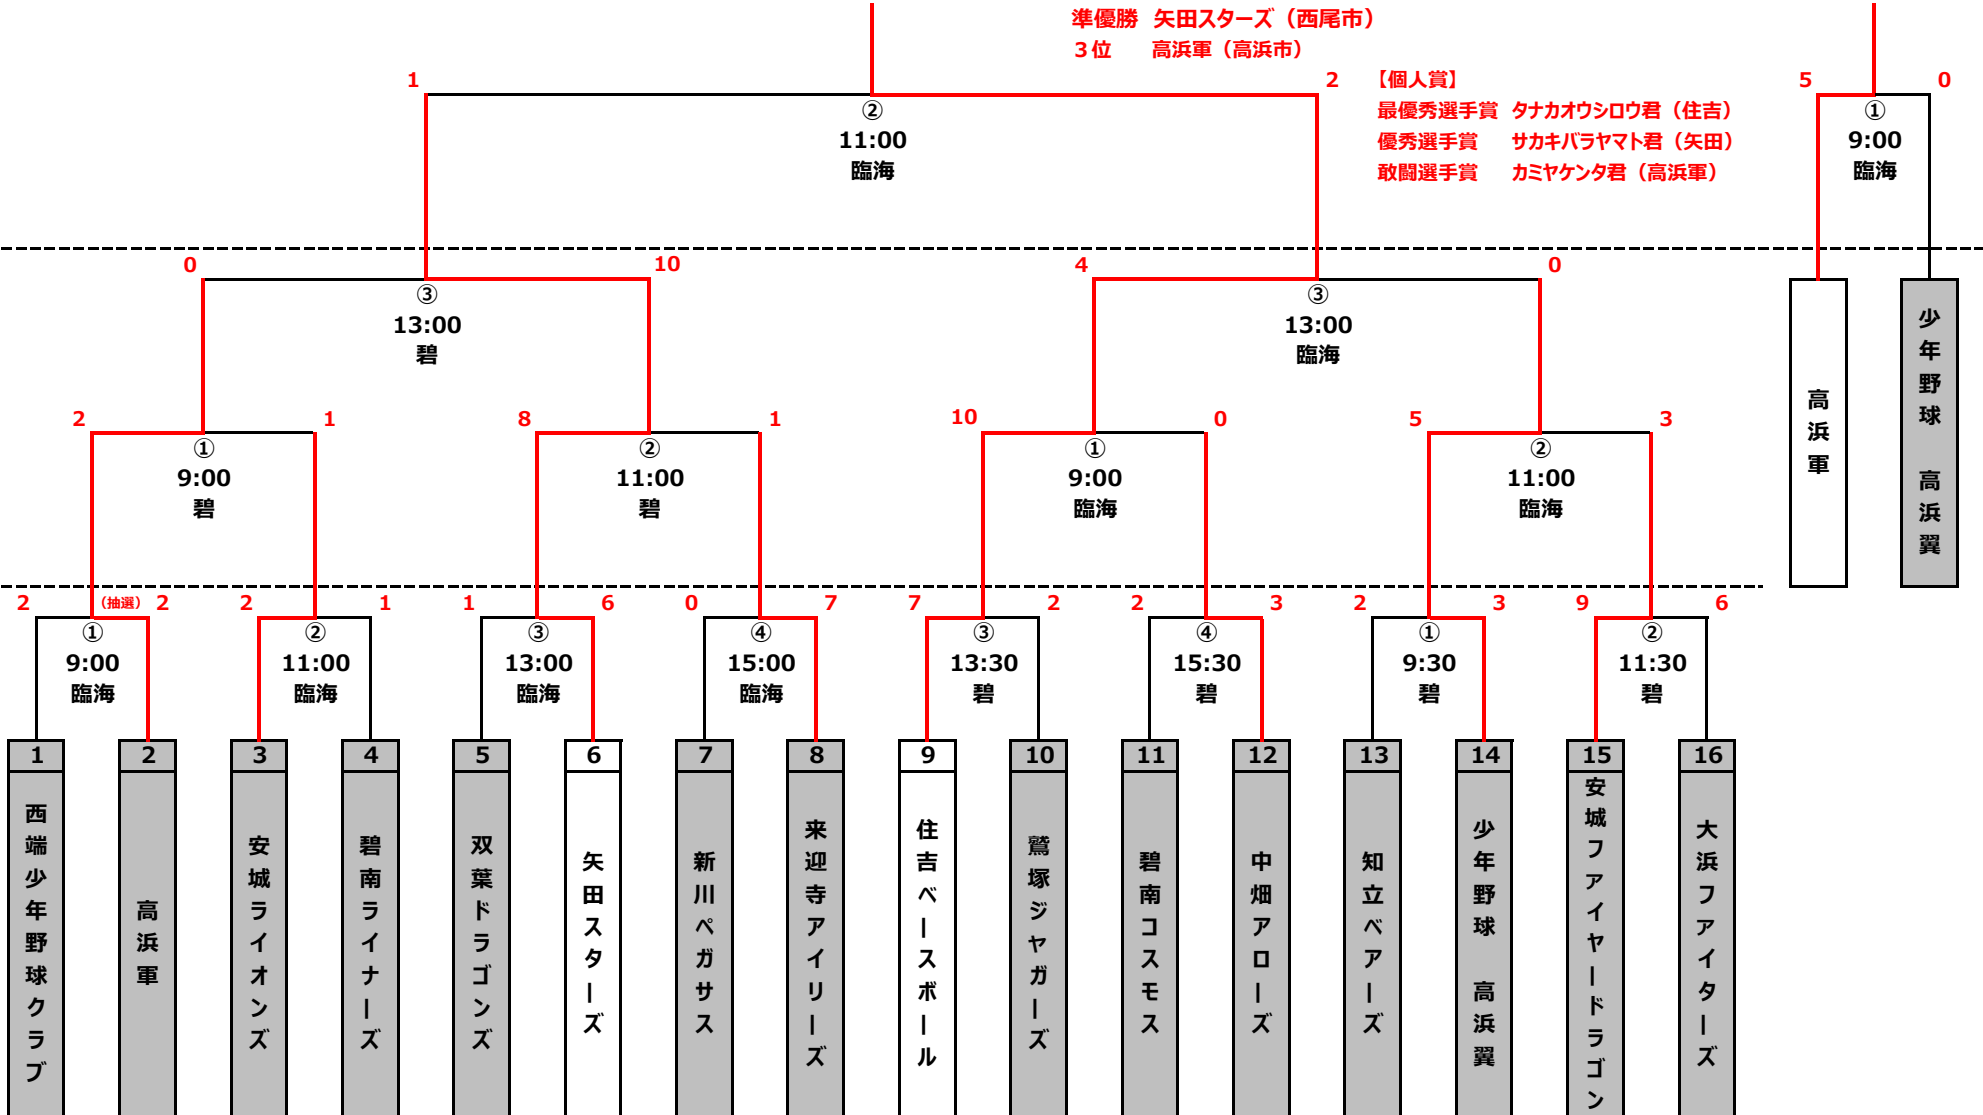 準優勝 矢田スターズ（西尾市）
３位 高浜軍（高浜市）
1
2
【個人賞】
5
0
②
最優秀選手賞 タナカオウシロウ君（住吉）
①
11:00
優秀選手賞 サカキバラヤマト君（矢田）
9:00
臨海
敢闘選手賞 カミヤケンタ君（高浜軍）
臨海
0
10
4
0
③
③
13:00
13:00
碧
臨海
高浜軍
少年野球　高浜翼
2
1
8
1
10
0
5
3
①
②
①
②
9:00
11:00
9:00
11:00
碧
碧
臨海
臨海
2
（抽選）
2
2
1
1
6
0
7
7
2
2
3
2
3
9
6
①
②
③
④
③
④
①
②
9:00
11:00
13:00
15:00
13:30
15:30
9:30
11:30
臨海
臨海
臨海
臨海
碧
碧
碧
碧
1
2
3
4
5
6
7
8
9
10
11
12
13
14
15
16
西端少年野球クラブ
高浜軍
安城ライオンズ
碧南ライナーズ
双葉ドラゴンズ
矢田スターズ
新川ペガサス
来迎寺アイリーズ
住吉ベースボール
鷲塚ジャガーズ
碧南コスモス
中畑アローズ
知立ベアーズ
少年野球　高浜翼
安城ファイヤードラゴン
大浜ファイターズ